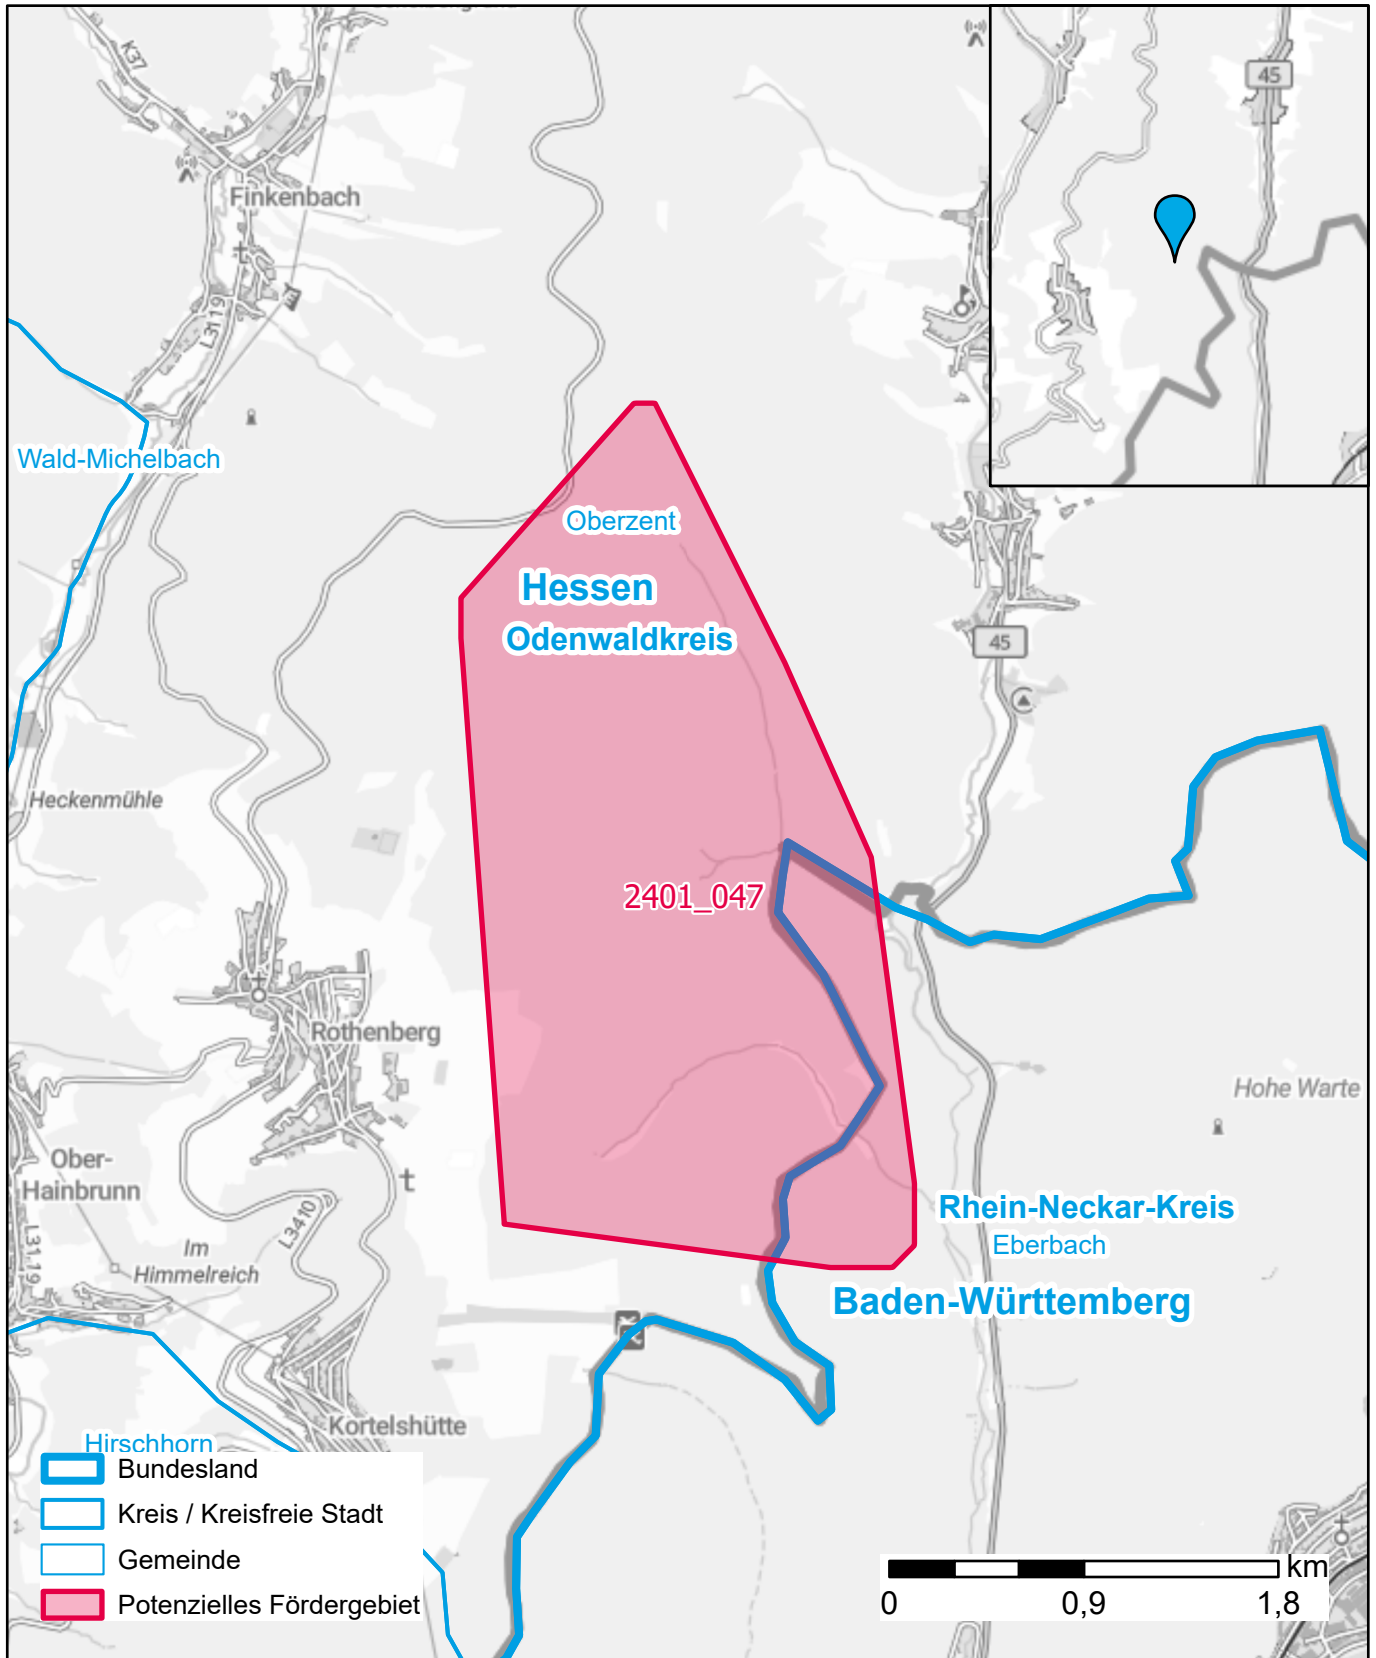 K37
45
Finkenbach
L3119
Wald-Michelbach
Oberzent
Hessen
Odenwaldkreis
45
Heckenmühle
2401_047
Rothenberg
Hohe Warte
Ober-
Hainbrunn
L3410
Rhein-Neckar-Kreis
Eberbach
L31.19
Im
Himmelreich
Baden-Württemberg
Kortelshütte
Hirschhorn
Bundesland
Kreis / Kreisfreie Stadt
Gemeinde
Potenzielles Fördergebiet
km
0 0,9 1,8